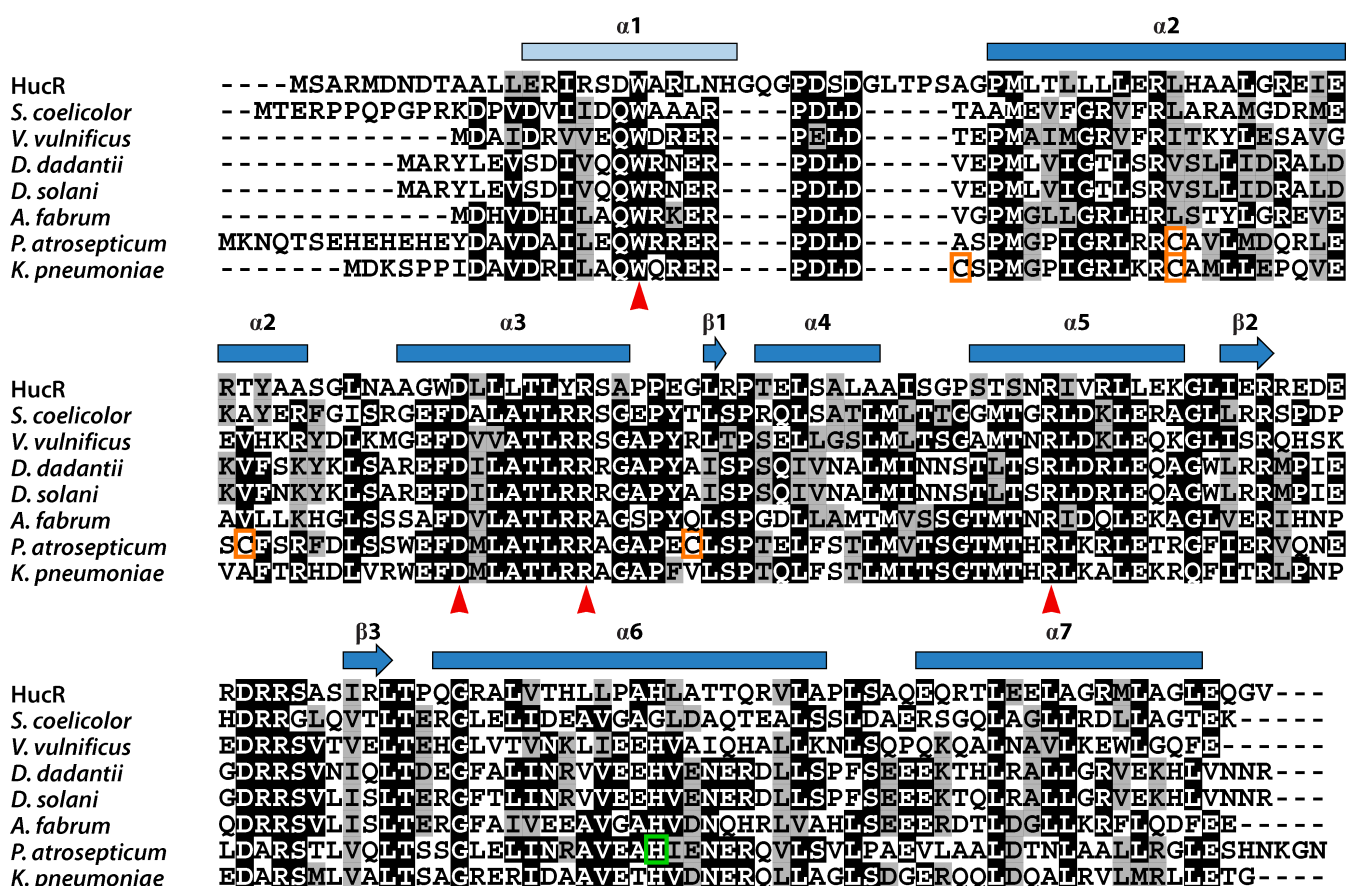 α1 α2
HucR ----MSARMDNDTAALLERIRSDWARLNHGQGPDSDGLTPSAGPMLTLLLLERLHAALGREIE
S. coelicolor --MTERPPQPGPRKDPVDVIIDQWAAAR----PDLD-----TAAMEVFGRVFRLARAMGDRME
V. vulnificus -------------MDAIDRVVEQWDRER----PELD-----TEPMAIMGRVFRITKYLESAVG
D. dadantii ----------MARYLEVSDIVQQWRNER----PDLD-----VEPMLVIGTLSRVSLLIDRALD
D. solani ----------MARYLEVSDIVQQWRNER----PDLD-----VEPMLVIGTLSRVSLLIDRALD
A. fabrum -------------MDHVDHILAQWRKER----PDLD-----VGPMGLLGRLHRLSTYLGREVE
P. atrosepticum MKNQTSEHEHEHEYDAVDAILEQWRRER----PDLD-----ASPMGPIGRLRRCAVLMDQRLE
K. pneumoniae -------MDKSPPIDAVDRILAQWQRER----PDLD-----CSPMGPIGRLKRCAMLLEPQVE
α2 α3 β1 α4 α5 β2
HucR RTYAASGLNAAGWDLLLTLYRSAPPEGLRPTELSALAAISGPSTSNRIVRLLEKGLIERREDE
S. coelicolor KAYERFGISRGEFDALATLRRSGEPYTLSPRQLSATLMLTTGGMTGRLDKLERAGLLRRSPDP
V. vulnificus EVHKRYDLKMGEFDVVATLRRSGAPYRLTPSELLGSLMLTSGAMTNRLDKLEQKGLISRQHSK
D. dadantii KVFSKYKLSAREFDILATLRRRGAPYAISPSQIVNALMINNSTLTSRLDRLEQAGWLRRMPIE
D. solani KVFNKYKLSAREFDILATLRRRGAPYAISPSQIVNALMINNSTLTSRLDRLEQAGWLRRMPIE
A. fabrum AVLLKHGLSSSAFDVLATLRRAGSPYQLSPGDLLAMTMVSSGTMTNRIDQLEKAGLVERIHNP
P. atrosepticum SCFSRFDLSSWEFDMLATLRRAGAPECLSPTELFSTLMVTSGTMTHRLKRLETRGFIERVQNE
K. pneumoniae VAFTRHDLVRWEFDMLATLRRAGAPFVLSPTQLFSTLMITSGTMTHRLKALEKRQFITRLPNP
β3 α6 α7
HucR RDRRSASIRLTPQGRALVTHLLPAHLATTQRVLAPLSAQEQRTLEELAGRMLAGLEQGV---
S. coelicolor HDRRGLQVTLTERGLELIDEAVGAGLDAQTEALSSLDAERSGQLAGLLRDLLAGTEK-----
V. vulnificus EDRRSVTVELTEHGLVTVNKLIEEHVAIQHALLKNLSQPQKQALNAVLKEWLGQFE------
D. dadantii GDRRSVNIQLTDEGFALINRVVEEHVENERDLLSPFSEEEKTHLRALLGRVEKHLVNNR---
D. solani GDRRSVLISLTERGFTLINRVVEEHVENERDLLSPFSEEEKTQLRALLGRVEKHLVNNR---
A. fabrum QDRRSVLISLTERGFAIVEEAVGAHVDNQHRLVAHLSEEERDTLDGLLKRFLQDFEE-----
P. atrosepticum LDARSTLVQLTSSGLELINRAVEAHIENERQVLSVLPAEVLAALDTNLAALLRGLESHNKGN
K. pneumoniae EDARSMLVALTSAGRERIDAAVETHVDNERQLLAGLSDGERQQLDQALRVLMRLLETG----